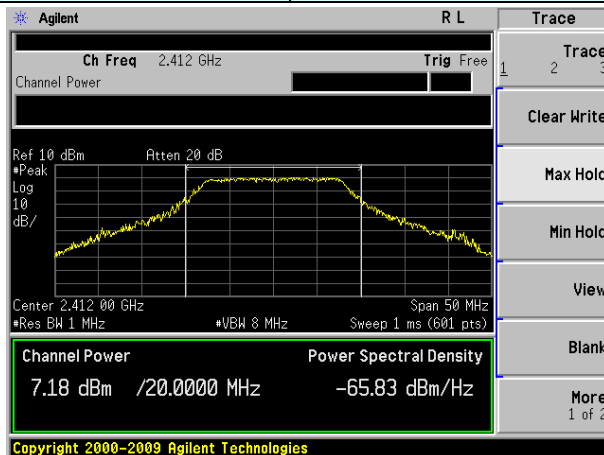 Agilent R L Trace
Ch Freq 2.412 GHz Trig Free
Channel Power
Trace
1 2 3
Clear Write
Ref 10 dBm Atten 20 dB
#Peak
Log
10
dB/
Max Hold
Min Hold
Center 2.412 00 GHz Span 50 MHz
#Res BW 1 MHz #VBW 8 MHz Sweep 1 ms (601 pts)
View
Channel Power Power Spectral Density
7.18 dBm /20.0000 MHz -65.83 dBm/Hz
Blank
More
1 of 2
Copyright 2000-2009 Agilent Technologies